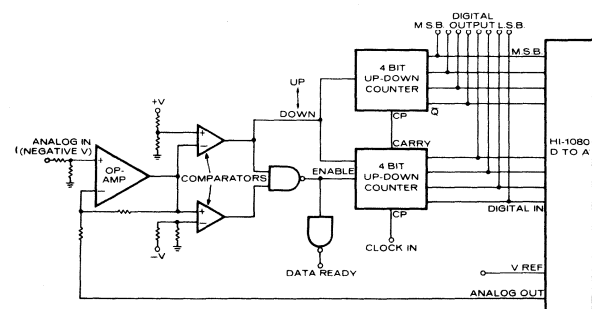 DIGITAL
M.S.B. OUTPUT L.S.B.
M.S.B.
4 BIT
UP-DOWN
COUNTER
UP
DOWN
CP
Q̅
+V
ANALOG IN
(NEGATIVE V)
OP-
AMP
COMPARATORS
CARRY
ENABLE
4 BIT
UP-DOWN
COUNTER
HI-1080
D TO A
CP
DIGITAL IN
-V
CLOCK IN
DATA READY
V REF
ANALOG OUT
+
-
+
-
+
-